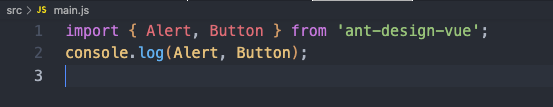 src > JS main.js
1 import { Alert, Button } from 'ant-design-vue';
2 console.log(Alert, Button);
3